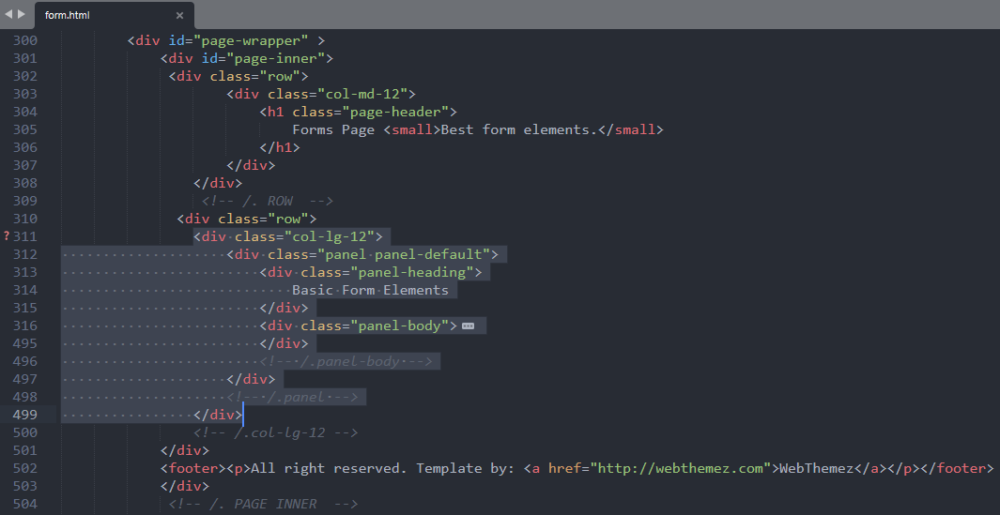 form.html ×
300 <div id="page-wrapper" >
301 <div id="page-inner">
302 <div class="row">
303 <div class="col-md-12">
304 <h1 class="page-header">
305 Forms Page <small>Best form elements.</small>
306 </h1>
307 </div>
308 </div>
309 <!-- /. ROW  -->
310 <div class="row">
?311 <div class="col-lg-12">
312 <div class="panel panel-default">
313 <div class="panel-heading">
314 Basic Form Elements
315 </div>
316 <div class="panel-body">
495 </div>
496 <!-- /.panel-body -->
497 </div>
498 <!-- /.panel -->
499 </div>
500 <!-- /.col-lg-12 -->
501 </div>
502 <footer><p>All right reserved. Template by: <a href="http://webthemez.com">WebThemez</a></p></footer>
503 </div>
504 <!-- /. PAGE INNER  -->